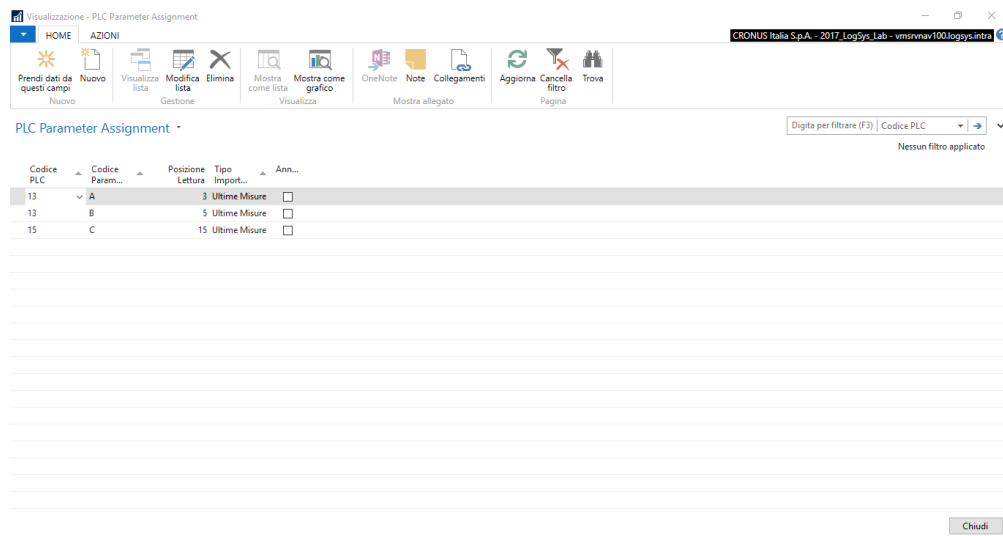 Visualizzazione - PLC Parameter Assignment
HOME AZIONI
CRONUS Italia S.p.A. - 2017_LogSys_Lab - vmsrvnav100.logsys.intra
Prendi dati da questi campi
Nuovo
Visualizza lista
Modifica lista
Elimina
Mostra come lista
Mostra come grafico
OneNote
Note
Collegamenti
Aggiorna
Cancella filtro
Trova
Nuovo
Gestione
Visualizza
Mostra allegato
Pagina
PLC Parameter Assignment
Digita per filtrare (F3) Codice PLC
Nessun filtro applicato
Codice PLC
Codice Param...
Posizione Lettura
Tipo Import...
Ann...
13 A 3 Ultime Misure
13 B 5 Ultime Misure
15 C 15 Ultime Misure
Chiudi